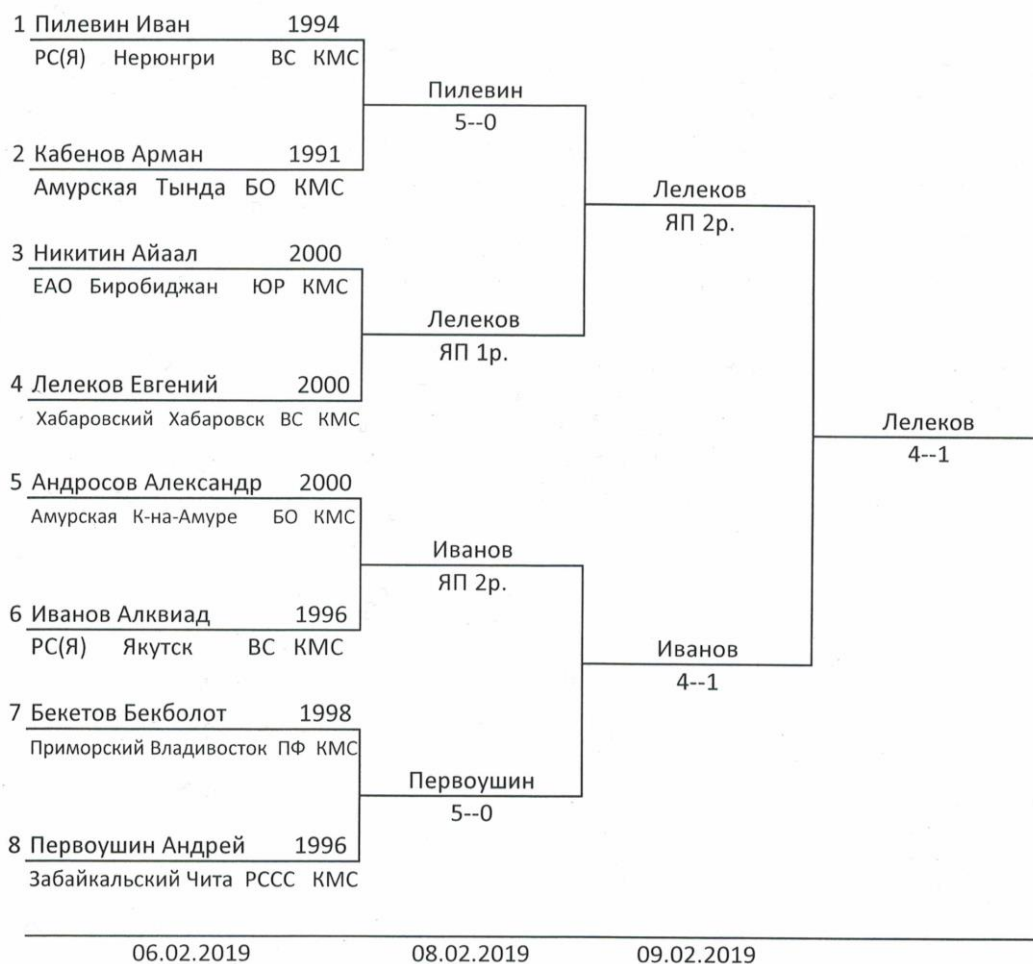 1 Пилевин Иван 1994
РС(Я) Нерюнгри ВС КМС
Пилевин
5--0
2 Кабенов Арман 1991
Амурская Тында БО КМС
Лелеков
ЯП 2р.
3 Никитин Айаал 2000
ЕАО Биробиджан ЮР КМС
Лелеков
ЯП 1р.
4 Лелеков Евгений 2000
Хабаровский Хабаровск ВС КМС
Лелеков
4--1
5 Андросов Александр 2000
Амурская К-на-Амуре БО КМС
Иванов
ЯП 2р.
6 Иванов Алквиад 1996
РС(Я) Якутск ВС КМС
Иванов
4--1
7 Бекетов Бекболот 1998
Приморский Владивосток ПФ КМС
Первоушин
5--0
8 Первоушин Андрей 1996
Забайкальский Чита РССС КМС
06.02.2019 08.02.2019 09.02.2019